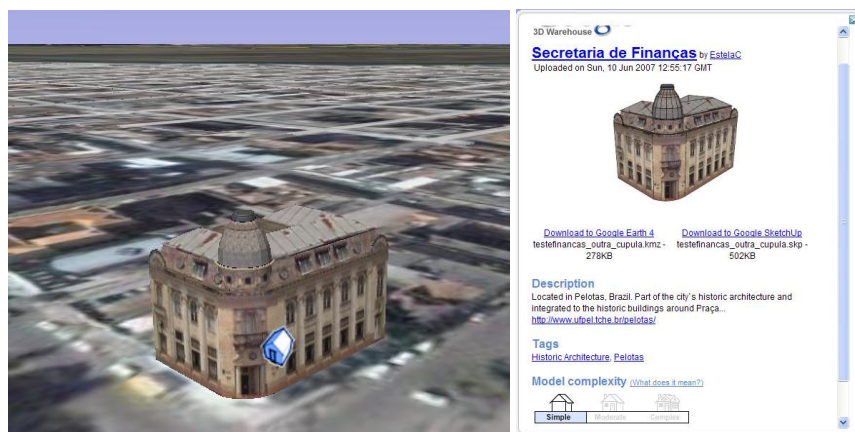 3D Warehouse
Secretaria de Finanças by EstelaC
Uploaded on Sun, 10 Jun 2007 12:55:17 GMT
Download to Google Earth 4
testefinancas_outra_cupula.kmz -
278KB
Download to Google SketchUp
testefinancas_outra_cupula.skp -
502KB
Description
Located in Pelotas, Brazil. Part of the city's historic architecture and
integrated to the historic buildings around Praça...
http://www.ufpel.tche.br/pelotas/
Tags
Historic Architecture, Pelotas
Model complexity (What does it mean?)
Simple
Moderate
Complex